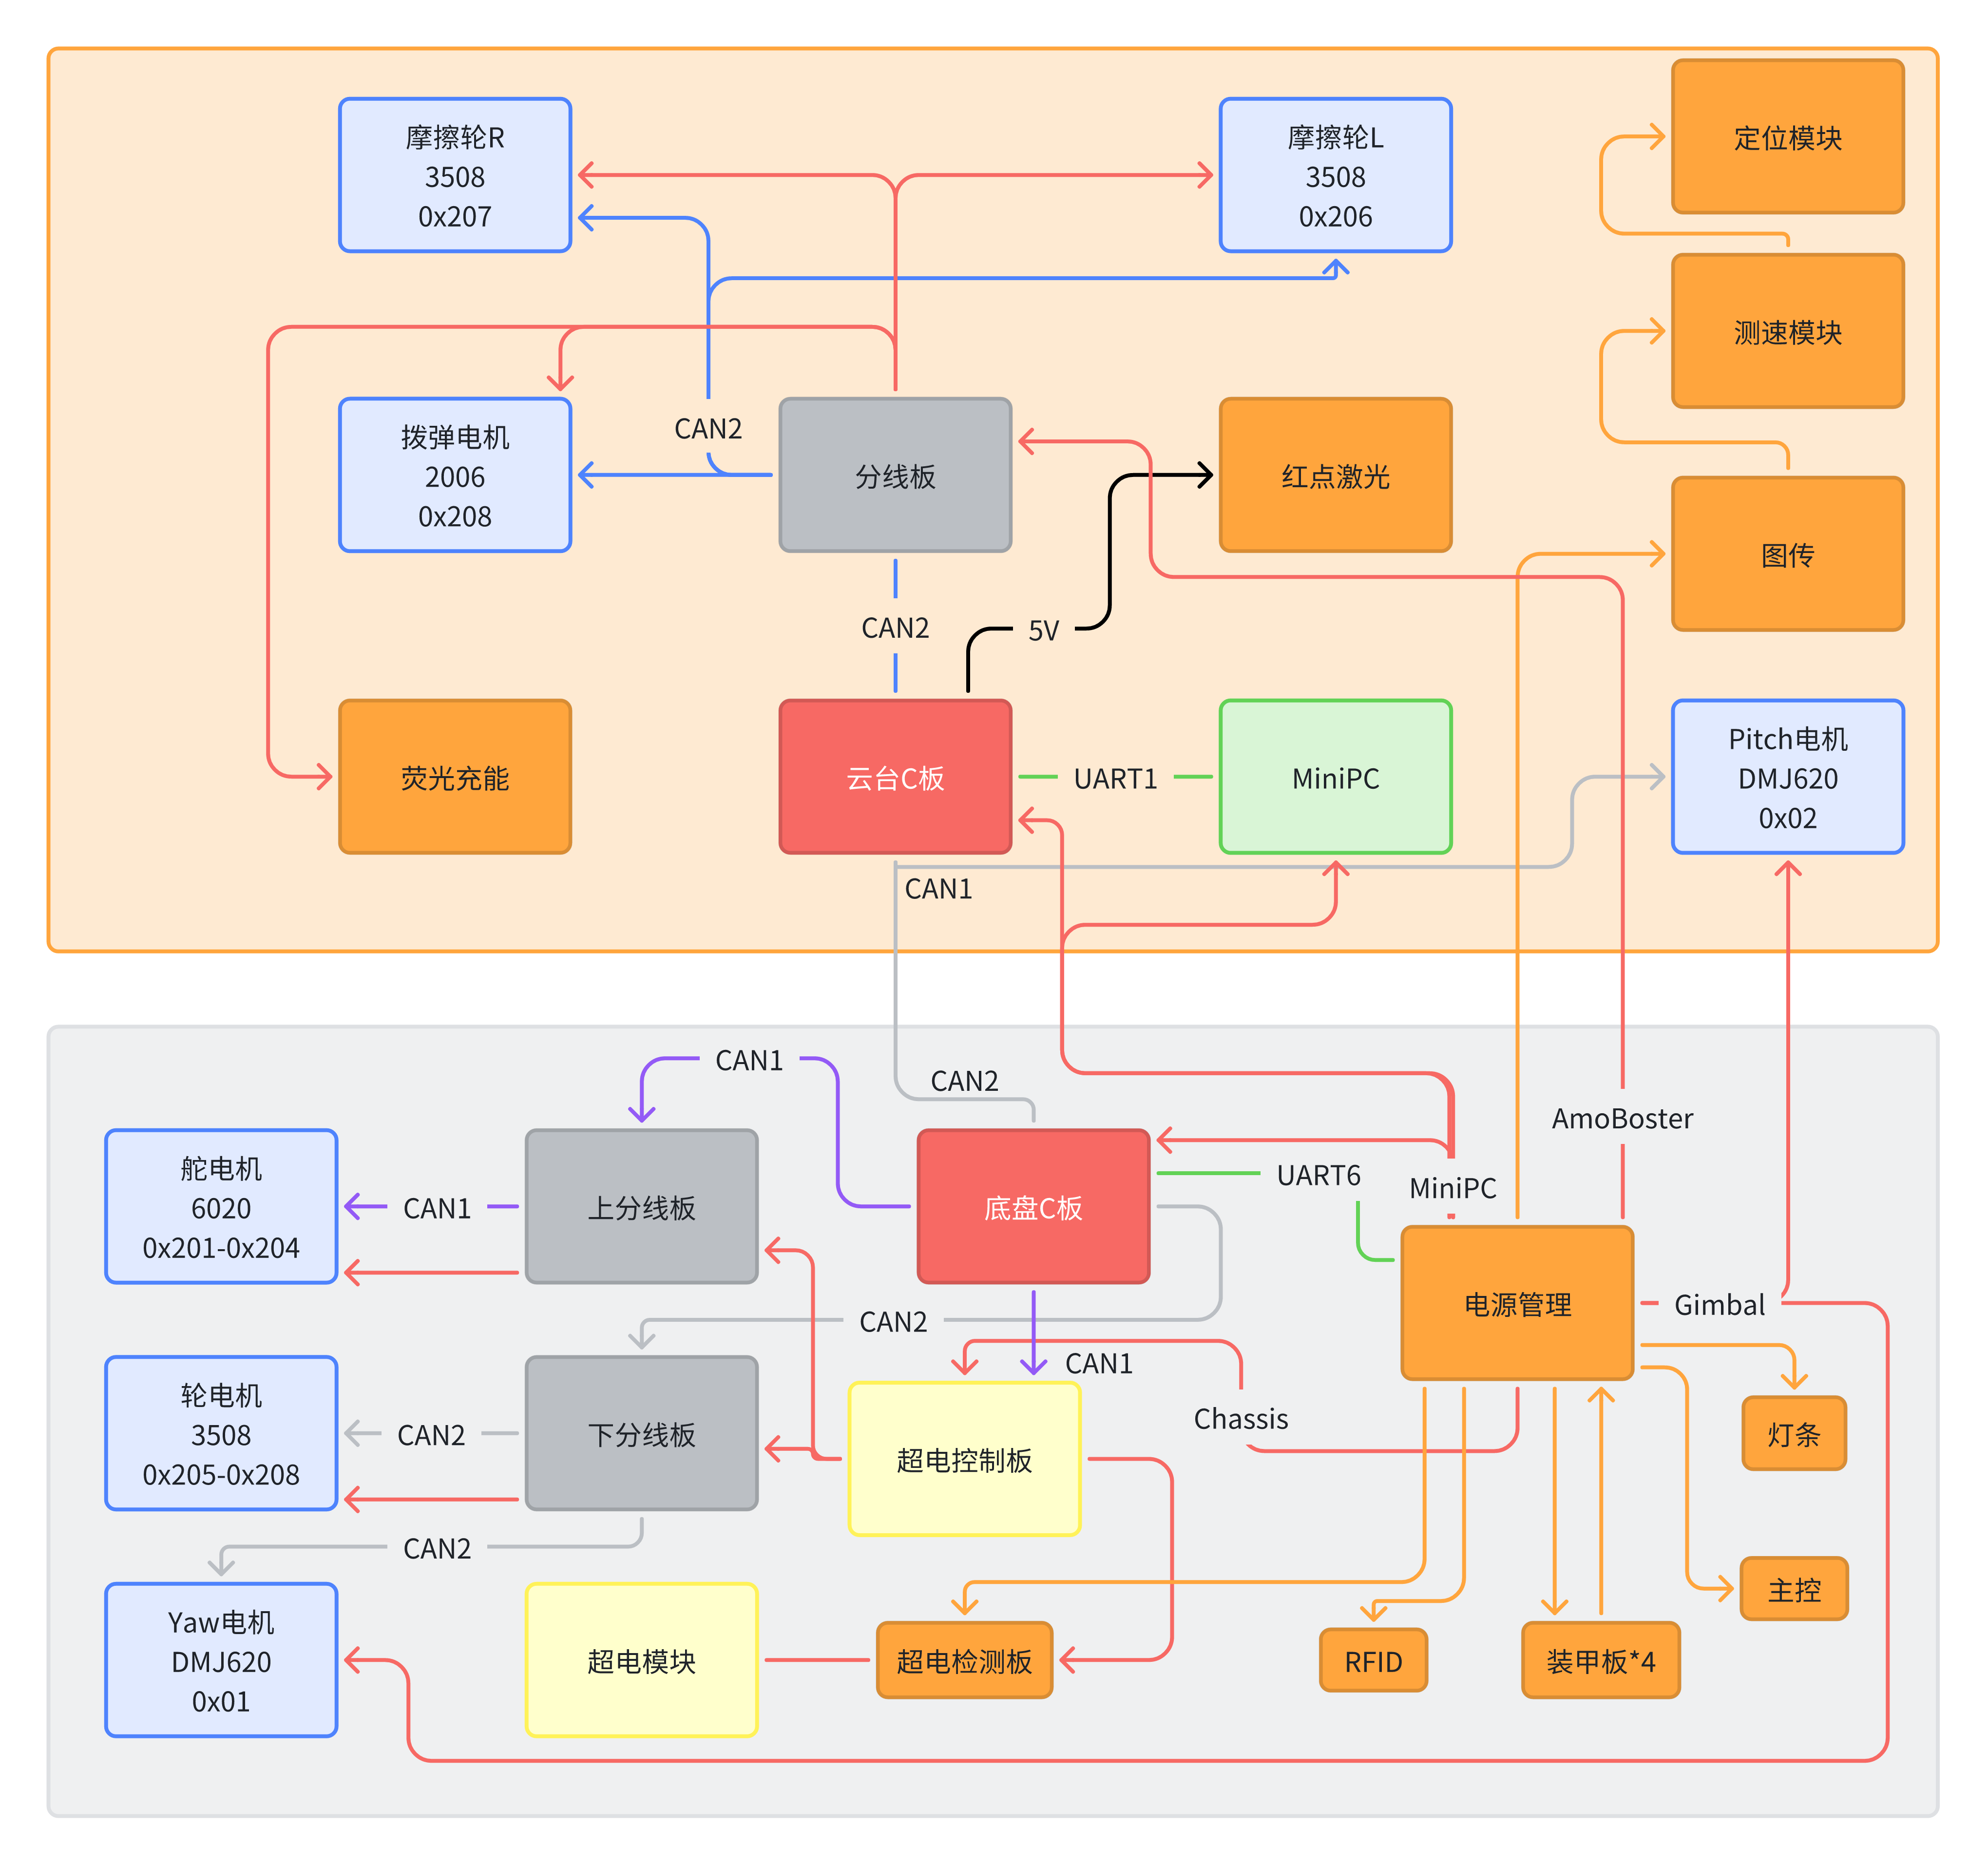 摩擦轮R
3508
0x207
摩擦轮L
3508
0x206
定位模块
测速模块
拨弹电机
2006
0x208
CAN2
分线板
红点激光
图传
CAN2
5V
荧光充能
云台C板
UART1
MiniPC
Pitch电机
DMJ620
0x02
CAN1
CAN1
CAN2
AmoBoster
舵电机
6020
0x201-0x204
CAN1
上分线板
底盘C板
UART6
MiniPC
电源管理
Gimbal
CAN2
CAN1
轮电机
3508
0x205-0x208
CAN2
下分线板
超电控制板
Chassis
灯条
CAN2
主控
Yaw电机
DMJ620
0x01
超电模块
超电检测板
RFID
装甲板*4